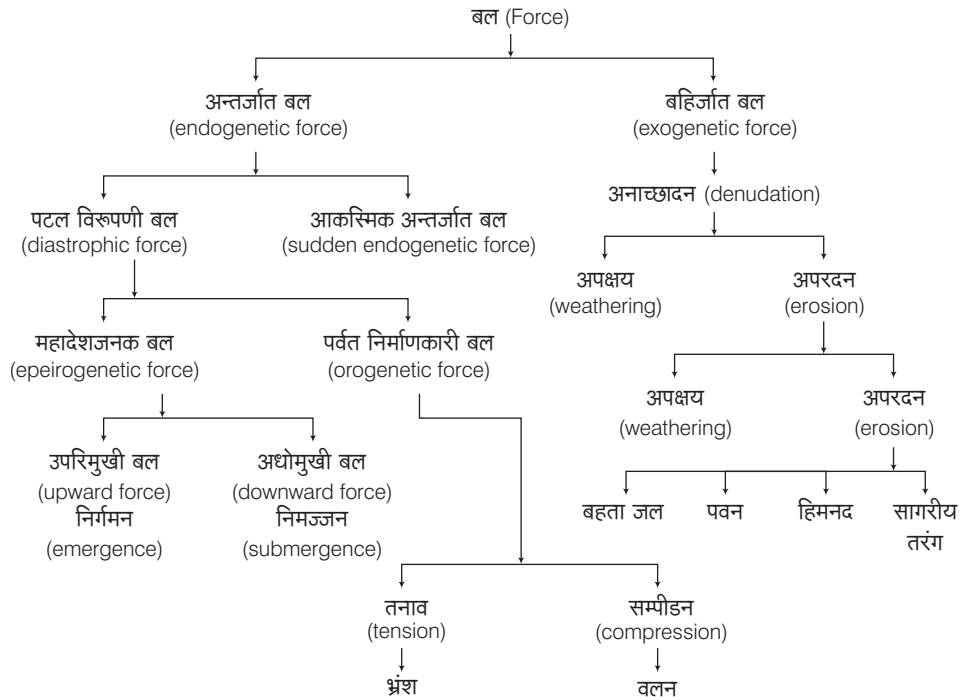 बल (Force)
अन्तर्जात बल
(endogenetic force)
बहिर्जात बल
(exogenetic force)
अनाच्छादन (denudation)
पटल विरूपणी बल
(diastrophic force)
आकस्मिक अन्तर्जात बल
(sudden endogenetic force)
अपक्षय
(weathering)
अपरदन
(erosion)
महादेशजनक बल
(epeirogenetic force)
पर्वत निर्माणकारी बल
(orogenetic force)
अपक्षय
(weathering)
अपरदन
(erosion)
उपरिमुखी बल
(upward force)
निर्गमन
(emergence)
अधोमुखी बल
(downward force)
निमज्जन
(submergence)
बहता जल
पवन
हिमनद
सागरीय
तरंग
तनाव
(tension)
सम्पीडन
(compression)
भ्रंश
वलन